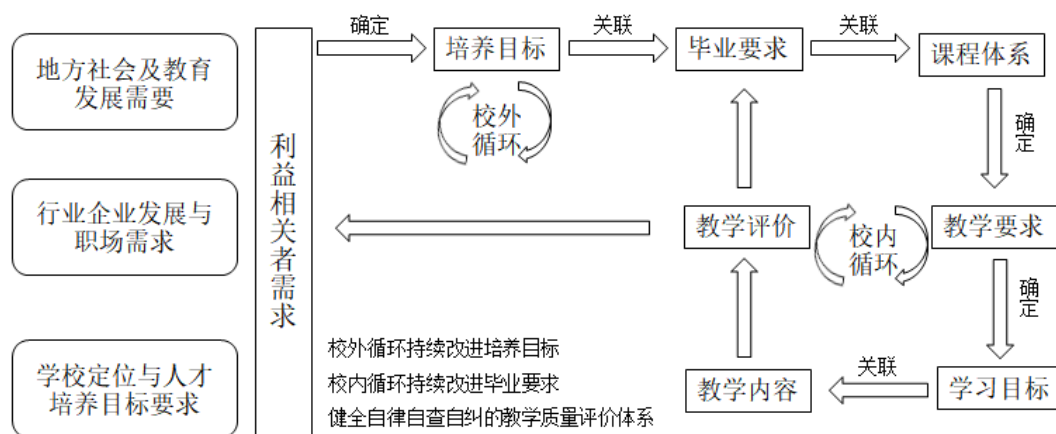 地方社会及教育
发展需要
行业企业发展与
职场需求
学校定位与人才
培养目标要求
利益相关者需求
确定
培养目标
关联
毕业要求
关联
课程体系
校外
循环
确定
教学评价
校内
循环
教学要求
确定
校外循环持续改进培养目标
校内循环持续改进毕业要求
健全自律自查自纠的教学质量评价体系
教学内容
关联
学习目标